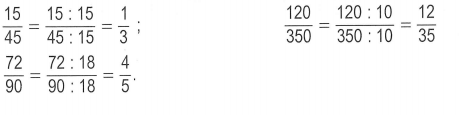 15/45 = 15 : 15/45 : 15 = 1/3 ;
120/350 = 120 : 10/350 : 10 = 12/35
72/90 = 72 : 18/90 : 18 = 4/5 .